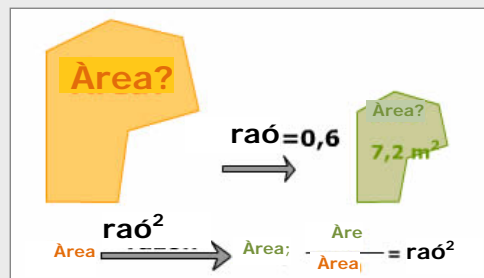 Àrea?
Àrea?
raó=0,6
7,2 m²
raó²
Àrea
Àrea;
Àre
Àrea
= raó²